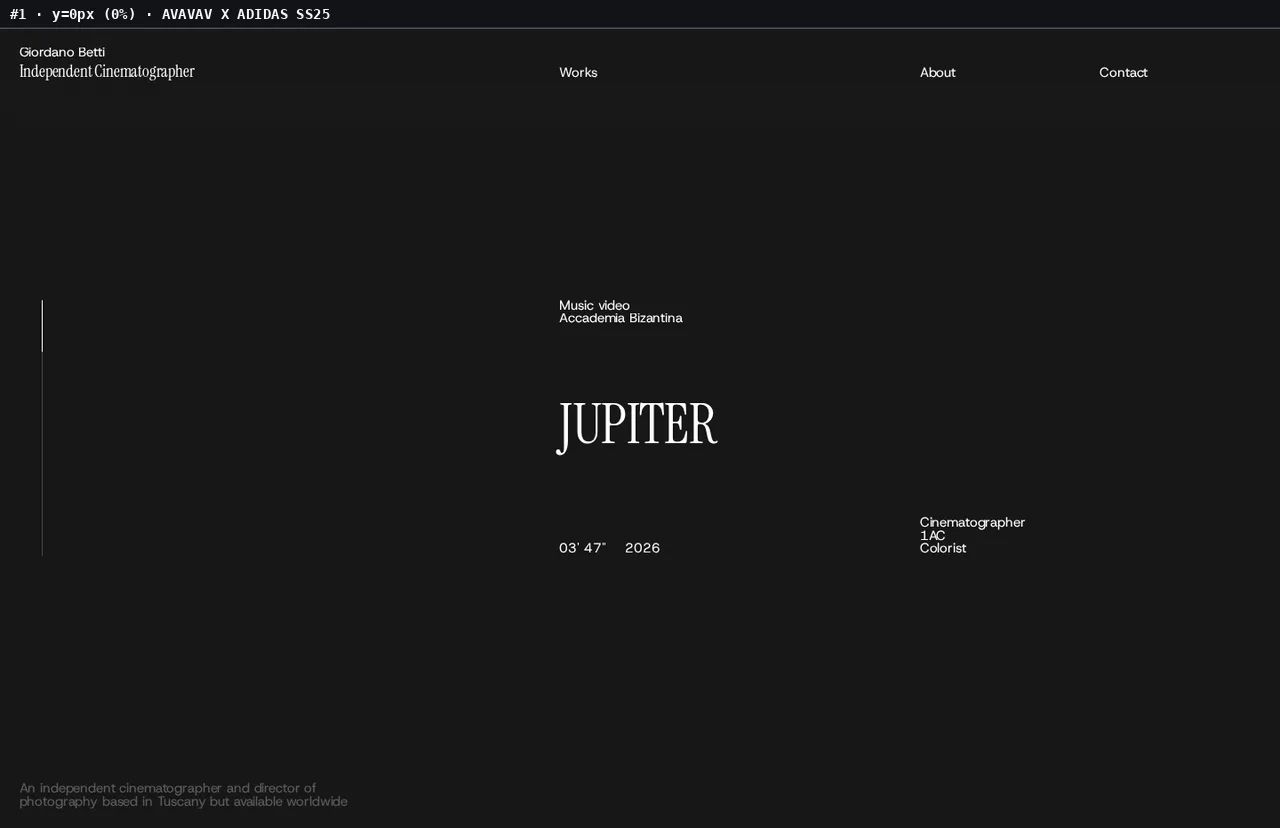 #1 · y=0px (0%) · AVAVAV X ADIDAS SS25
Giordano Betti
Independent Cinematographer
Works
About
Contact
Music video
Accademia Bizantina
JUPITER
03' 47" 2026
Cinematographer
1AC
Colorist
An independent cinematographer and director of
photography based in Tuscany but available worldwide